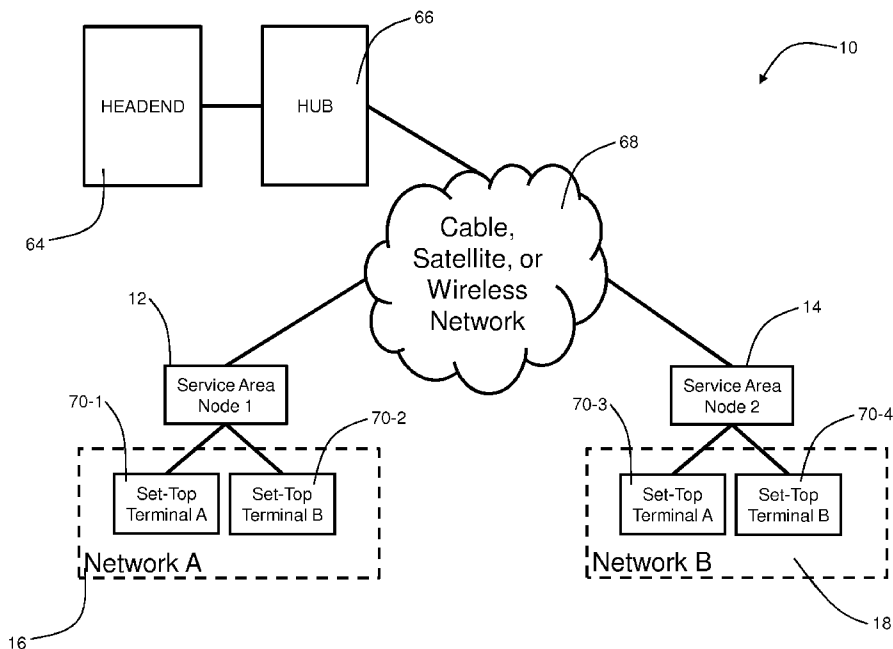 66
10
HEADEND
HUB
68
64
Cable,
Satellite, or
Wireless
Network
12
14
Service Area
Node 1
Service Area
Node 2
70-1
70-2
70-3
70-4
Set-Top
Terminal A
Set-Top
Terminal B
Set-Top
Terminal A
Set-Top
Terminal B
Network A
Network B
16
18